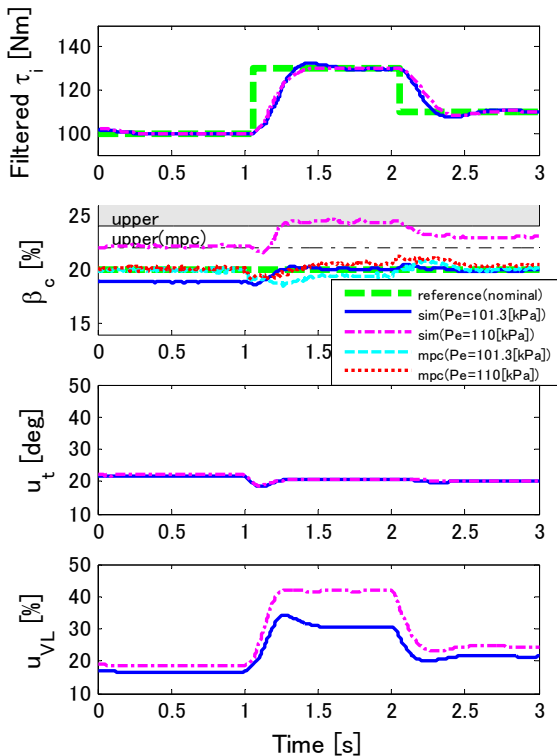 Filtered τi [Nm]
140
120
100
0 0.5 1 1.5 2 2.5 3
βc [%]
25
20
15
upper
upper(mpc)
0 0.5 1 1.5 2 2.5 3
reference(nominal)
sim(Pe=101.3[kPa])
sim(Pe=110[kPa])
mpc(Pe=101.3[kPa])
mpc(Pe=110[kPa])
ut [deg]
50
40
30
20
10
0 0.5 1 1.5 2 2.5 3
uVL [%]
50
40
30
20
10
0 0.5 1 1.5 2 2.5 3
Time [s]